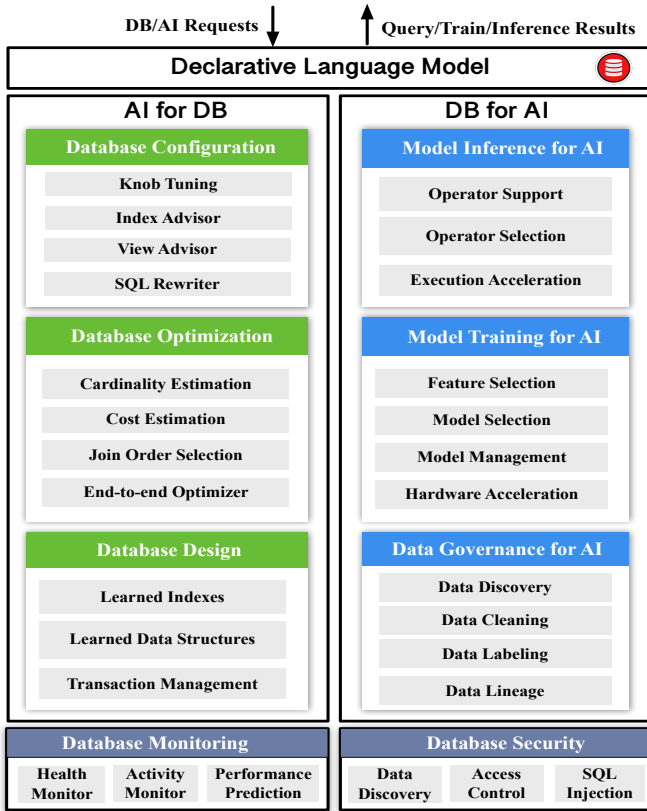 DB/AI Requests
Query/Train/Inference Results
Declarative Language Model
AI for DB
Database Configuration
Knob Tuning
Index Advisor
View Advisor
SQL Rewriter
Database Optimization
Cardinality Estimation
Cost Estimation
Join Order Selection
End-to-end Optimizer
Database Design
Learned Indexes
Learned Data Structures
Transaction Management
DB for AI
Model Inference for AI
Operator Support
Operator Selection
Execution Acceleration
Model Training for AI
Feature Selection
Model Selection
Model Management
Hardware Acceleration
Data Governance for AI
Data Discovery
Data Cleaning
Data Labeling
Data Lineage
Database Monitoring
Health
Monitor
Activity
Monitor
Performance
Prediction
Database Security
Data
Discovery
Access
Control
SQL
Injection